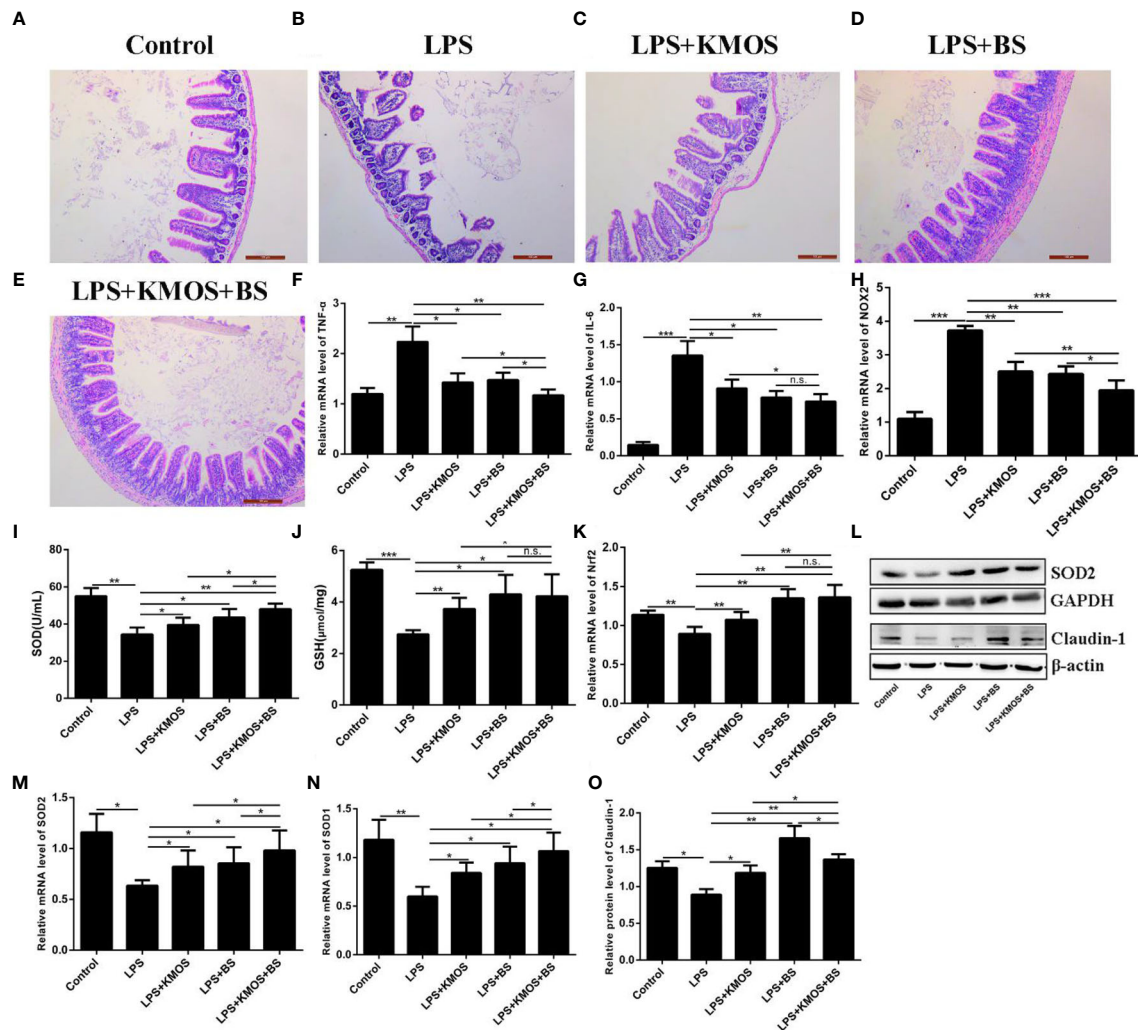 A B C D
Control LPS LPS+KMOS LPS+BS
E F G H
LPS+KMOS+BS
Relative mRNA level of TNF-α
4
3
2
1
0
** * * ** * *
Control LPS LPS+KMOS LPS+BS LPS+KMOS+BS
Relative mRNA level of IL-6
2.0
1.5
1.0
0.5
0.0
*** * * ** * n.s.
Control LPS LPS+KMOS LPS+BS LPS+KMOS+BS
Relative mRNA level of NOX2
5
4
3
2
1
0
*** ** ** *** ** *
Control LPS LPS+KMOS LPS+BS LPS+KMOS+BS
I J K L
SOD(U/mL)
80
60
40
20
0
** * * ** * *
Control LPS LPS+KMOS LPS+BS LPS+KMOS+BS
GSH(μmol/mg)
6
4
2
0
*** ** * * n.s.
Control LPS LPS+KMOS LPS+BS LPS+KMOS+BS
Relative mRNA level of Nrf2
2.0
1.5
1.0
0.5
0.0
** ** ** ** ** n.s.
Control LPS LPS+KMOS LPS+BS LPS+KMOS+BS
SOD2
GAPDH
Claudin-1
β-actin
Control LPS LPS+KMOS LPS+BS LPS+KMOS+BS
M N O
Relative mRNA level of SOD2
1.5
1.0
0.5
0.0
* * * * * *
Control LPS LPS+KMOS LPS+BS LPS+KMOS+BS
Relative mRNA level of SOD1
1.5
1.0
0.5
0.0
** * * * * *
Control LPS LPS+KMOS LPS+BS LPS+KMOS+BS
Relative protein level of Claudin-1
2.0
1.5
1.0
0.5
0.0
* * ** ** * *
Control LPS LPS+KMOS LPS+BS LPS+KMOS+BS